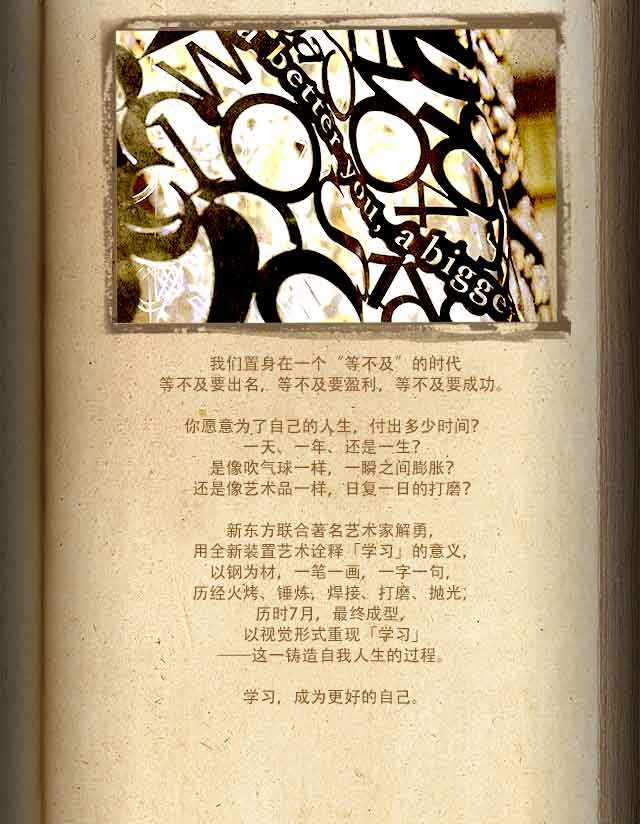 a better you, a bigge
我们置身在一个“等不及”的时代
等不及要出名，等不及要盈利，等不及要成功。
你愿意为了自己的人生，付出多少时间？
一天、一年、还是一生？
是像吹气球一样，一瞬之间膨胀？
还是像艺术品一样，日复一日的打磨？
新东方联合著名艺术家解勇，
用全新装置艺术诠释「学习」的意义，
以钢为材，一笔一画，一字一句，
历经火烤、锤炼，焊接、打磨、抛光，
历时7月，最终成型，
以视觉形式重现「学习」
——这一铸造自我人生的过程。
学习，成为更好的自己。